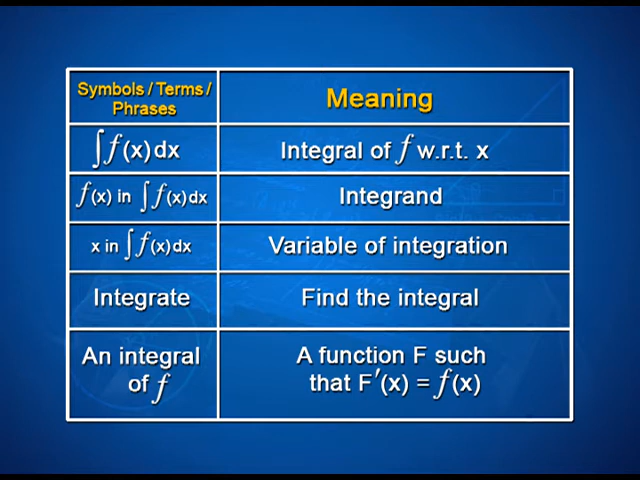 Symbols / Terms / Meaning
Phrases
∫f(x)dx Integral of f w.r.t. x
f(x) in ∫f(x)dx Integrand
x in ∫f(x)dx Variable of integration
Integrate Find the integral
An integral A function F such
of f that F′(x) = f(x)